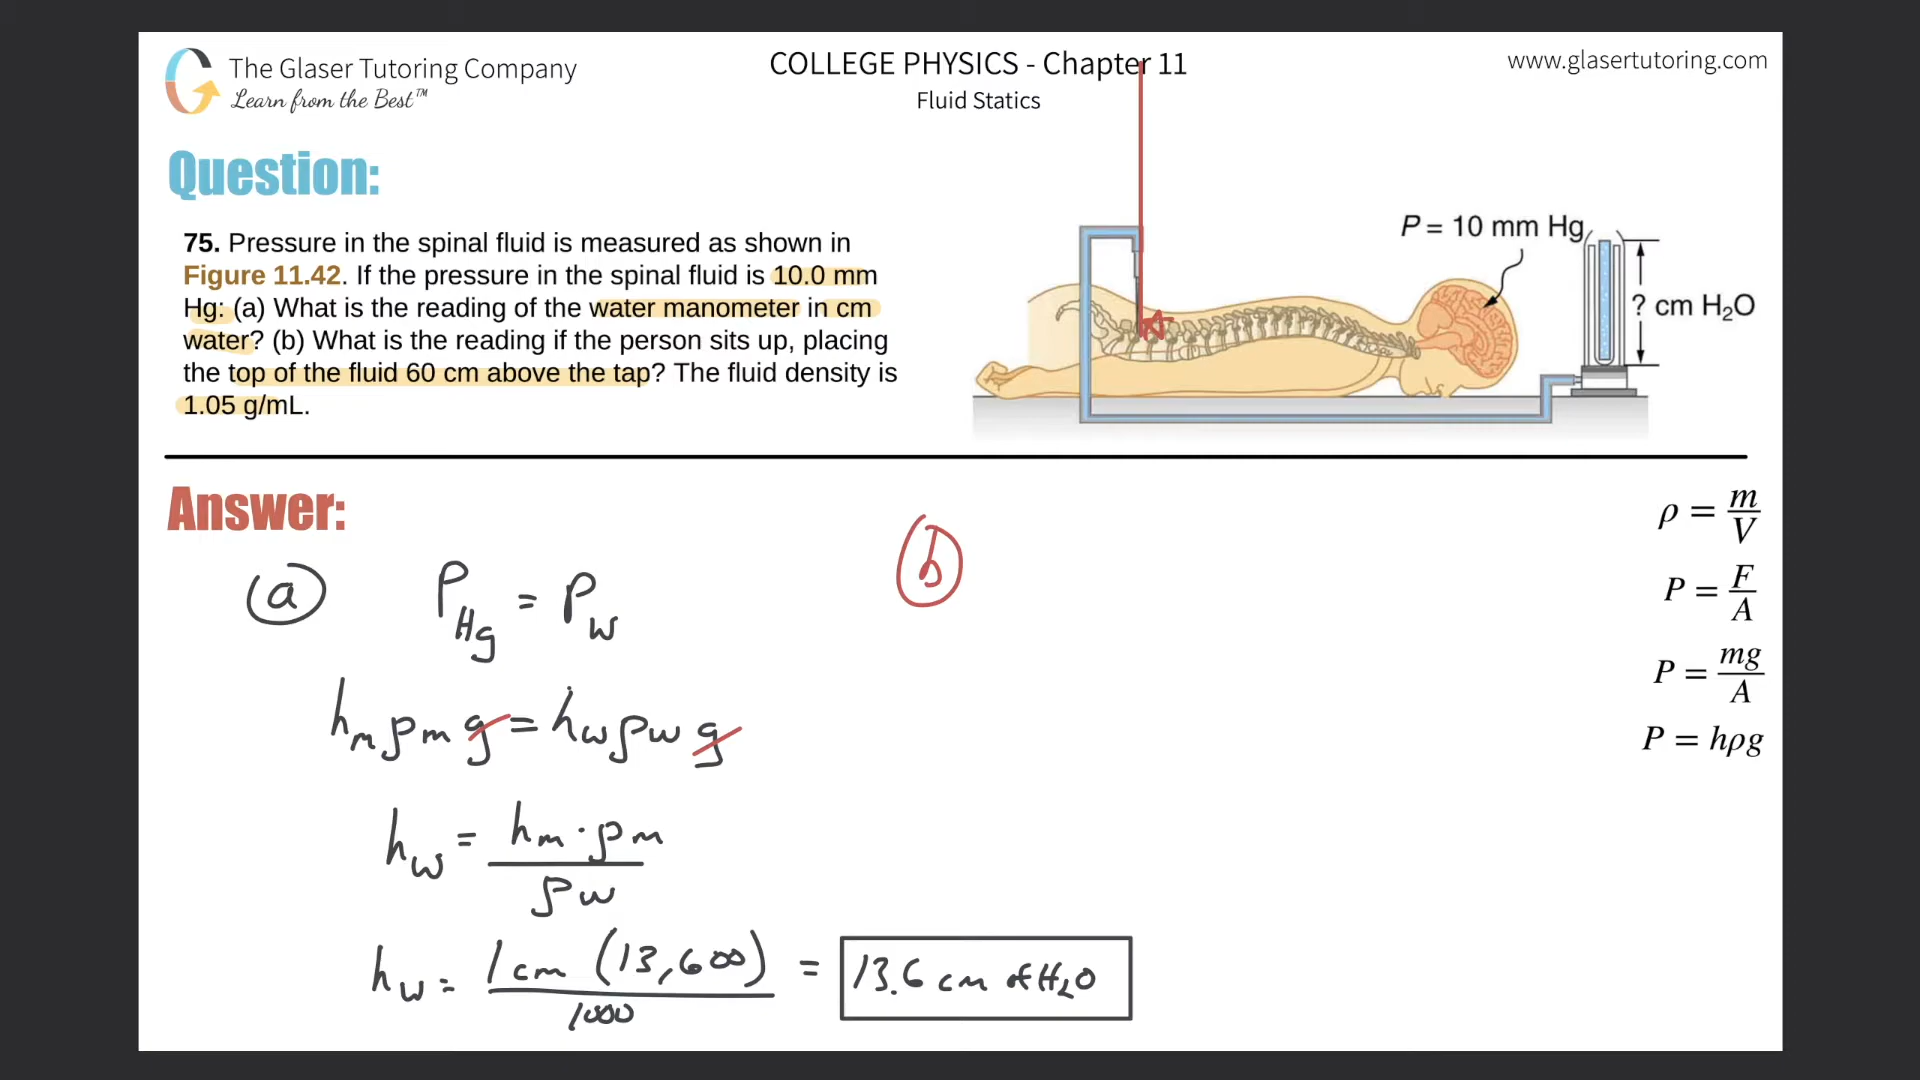 The Glaser Tutoring Company
Learn from the Best™
COLLEGE PHYSICS - Chapter 11
Fluid Statics
www.glasertutoring.com
Question:
75. Pressure in the spinal fluid is measured as shown in
Figure 11.42. If the pressure in the spinal fluid is 10.0 mm
Hg: (a) What is the reading of the water manometer in cm
water? (b) What is the reading if the person sits up, placing
the top of the fluid 60 cm above the tap? The fluid density is
1.05 g/mL.
P = 10 mm Hg
? cm H₂O
Answer:
(a) P_Hg = P_w
h_m ρ_m g = h_w ρ_w g
h_w = h_m · ρ_m / ρ_w
h_w = 1 cm (13,600) / 1000 = 13.6 cm of H₂O
(b)
ρ = m/V
P = F/A
P = mg/A
P = hρg